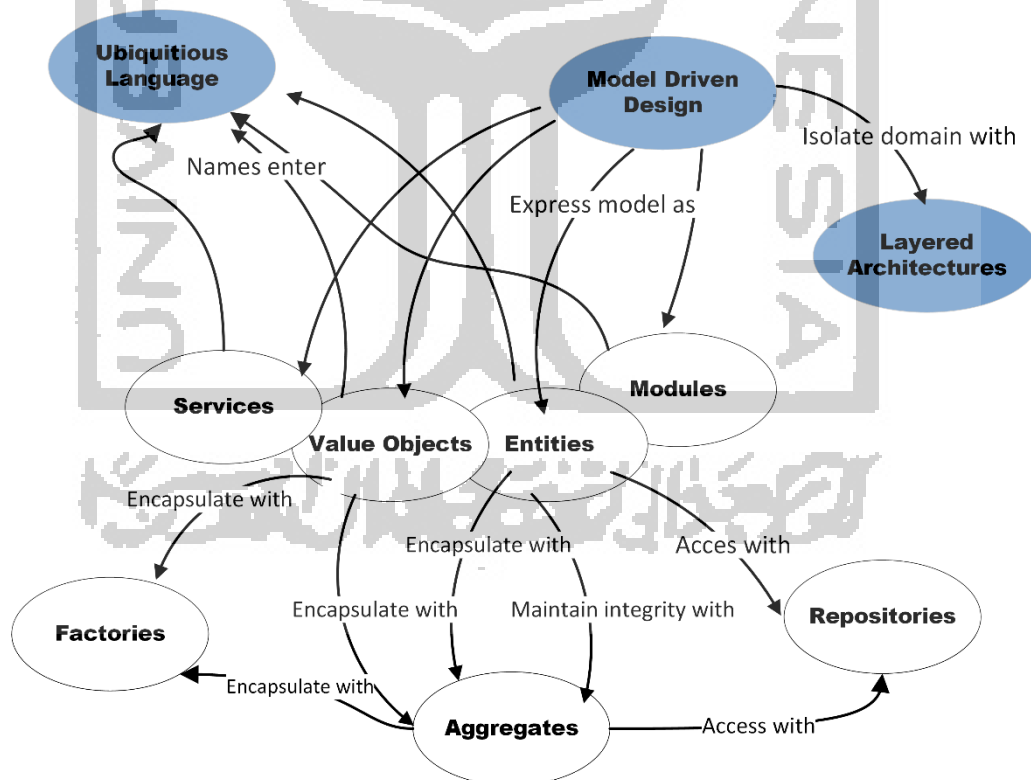 Ubiquitious
Language
Model Driven
Design
Isolate domain with
Names enter
Express model as
Layered
Architectures
Modules
Services
Value Objects
Entities
Encapsulate with
Encapsulate with
Acces with
Encapsulate with
Maintain integrity with
Repositories
Factories
Encapsulate with
Aggregates
Access with